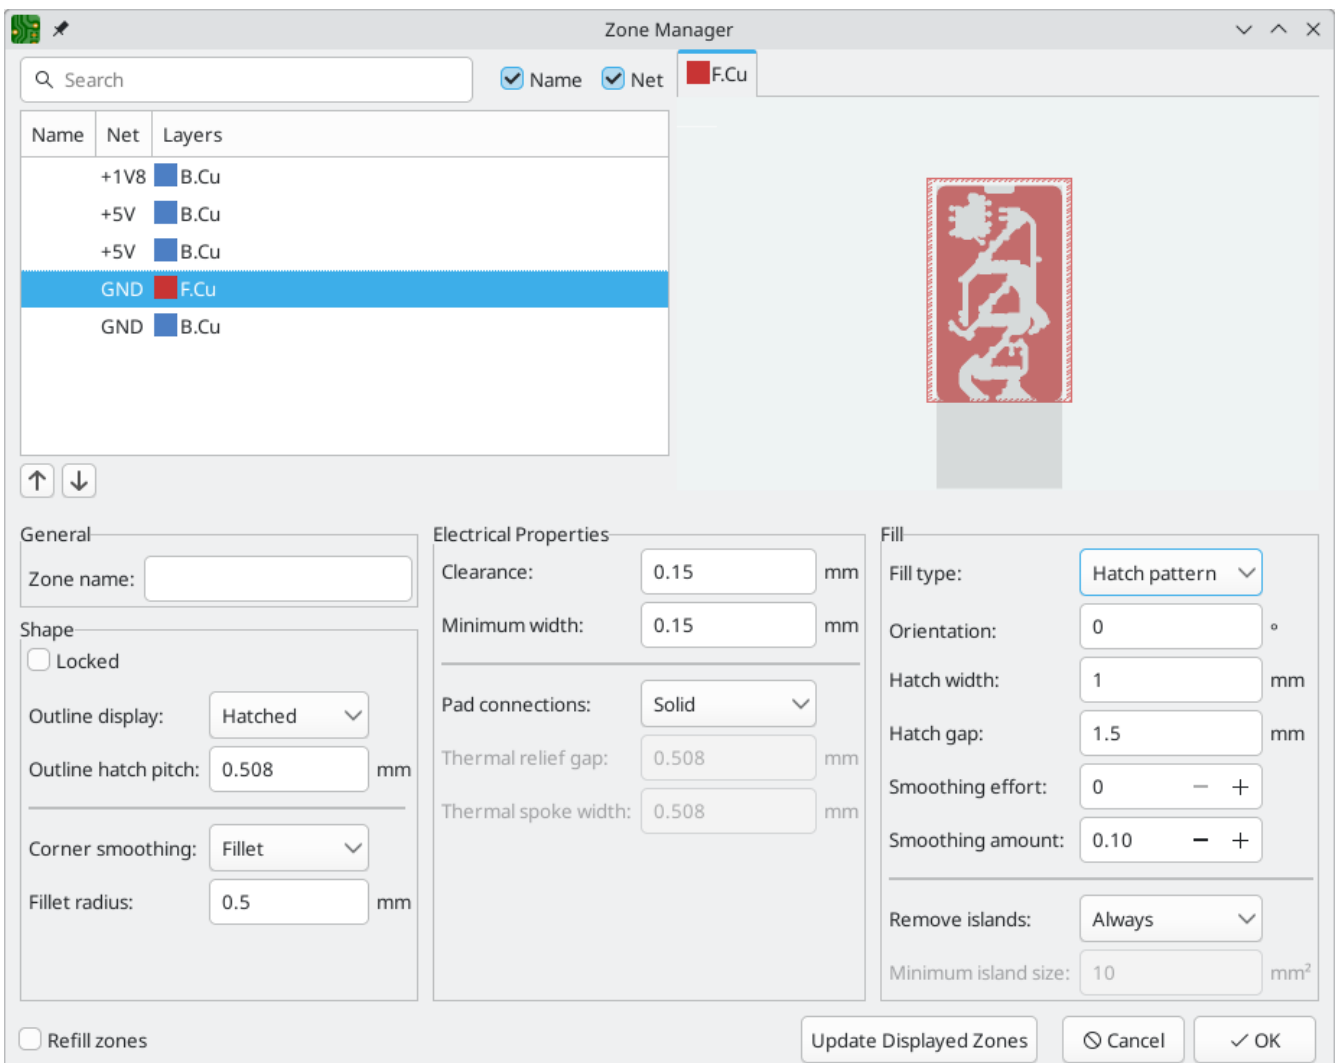 Zone Manager
Search
Name
Net
F.Cu
Name Net Layers
+1V8 B.Cu
+5V B.Cu
+5V B.Cu
GND F.Cu
GND B.Cu
General
Zone name:
Shape
Locked
Outline display: Hatched
Outline hatch pitch: 0.508 mm
Corner smoothing: Fillet
Fillet radius: 0.5 mm
Electrical Properties
Clearance: 0.15 mm
Minimum width: 0.15 mm
Pad connections: Solid
Thermal relief gap: 0.508 mm
Thermal spoke width: 0.508 mm
Fill
Fill type: Hatch pattern
Orientation: 0 °
Hatch width: 1 mm
Hatch gap: 1.5 mm
Smoothing effort: 0 − +
Smoothing amount: 0.10 − +
Remove islands: Always
Minimum island size: 10 mm²
Refill zones
Update Displayed Zones
Cancel
OK